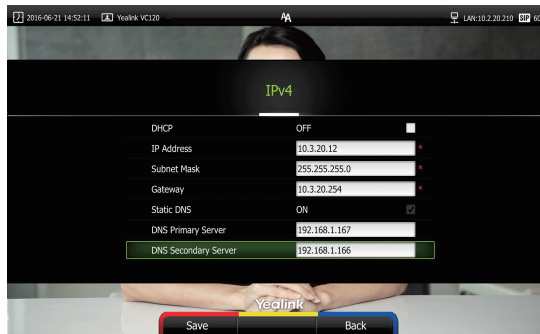 2016-06-21 14:52:11 Yealink VC120 AA LAN:10.2.20.210 SIP 60
IPv4
DHCP OFF
IP Address 10.3.20.12 *
Subnet Mask 255.255.255.0 *
Gateway 10.3.20.254 *
Static DNS ON
DNS Primary Server 192.168.1.167
DNS Secondary Server 192.168.1.166
Yealink
Save Back